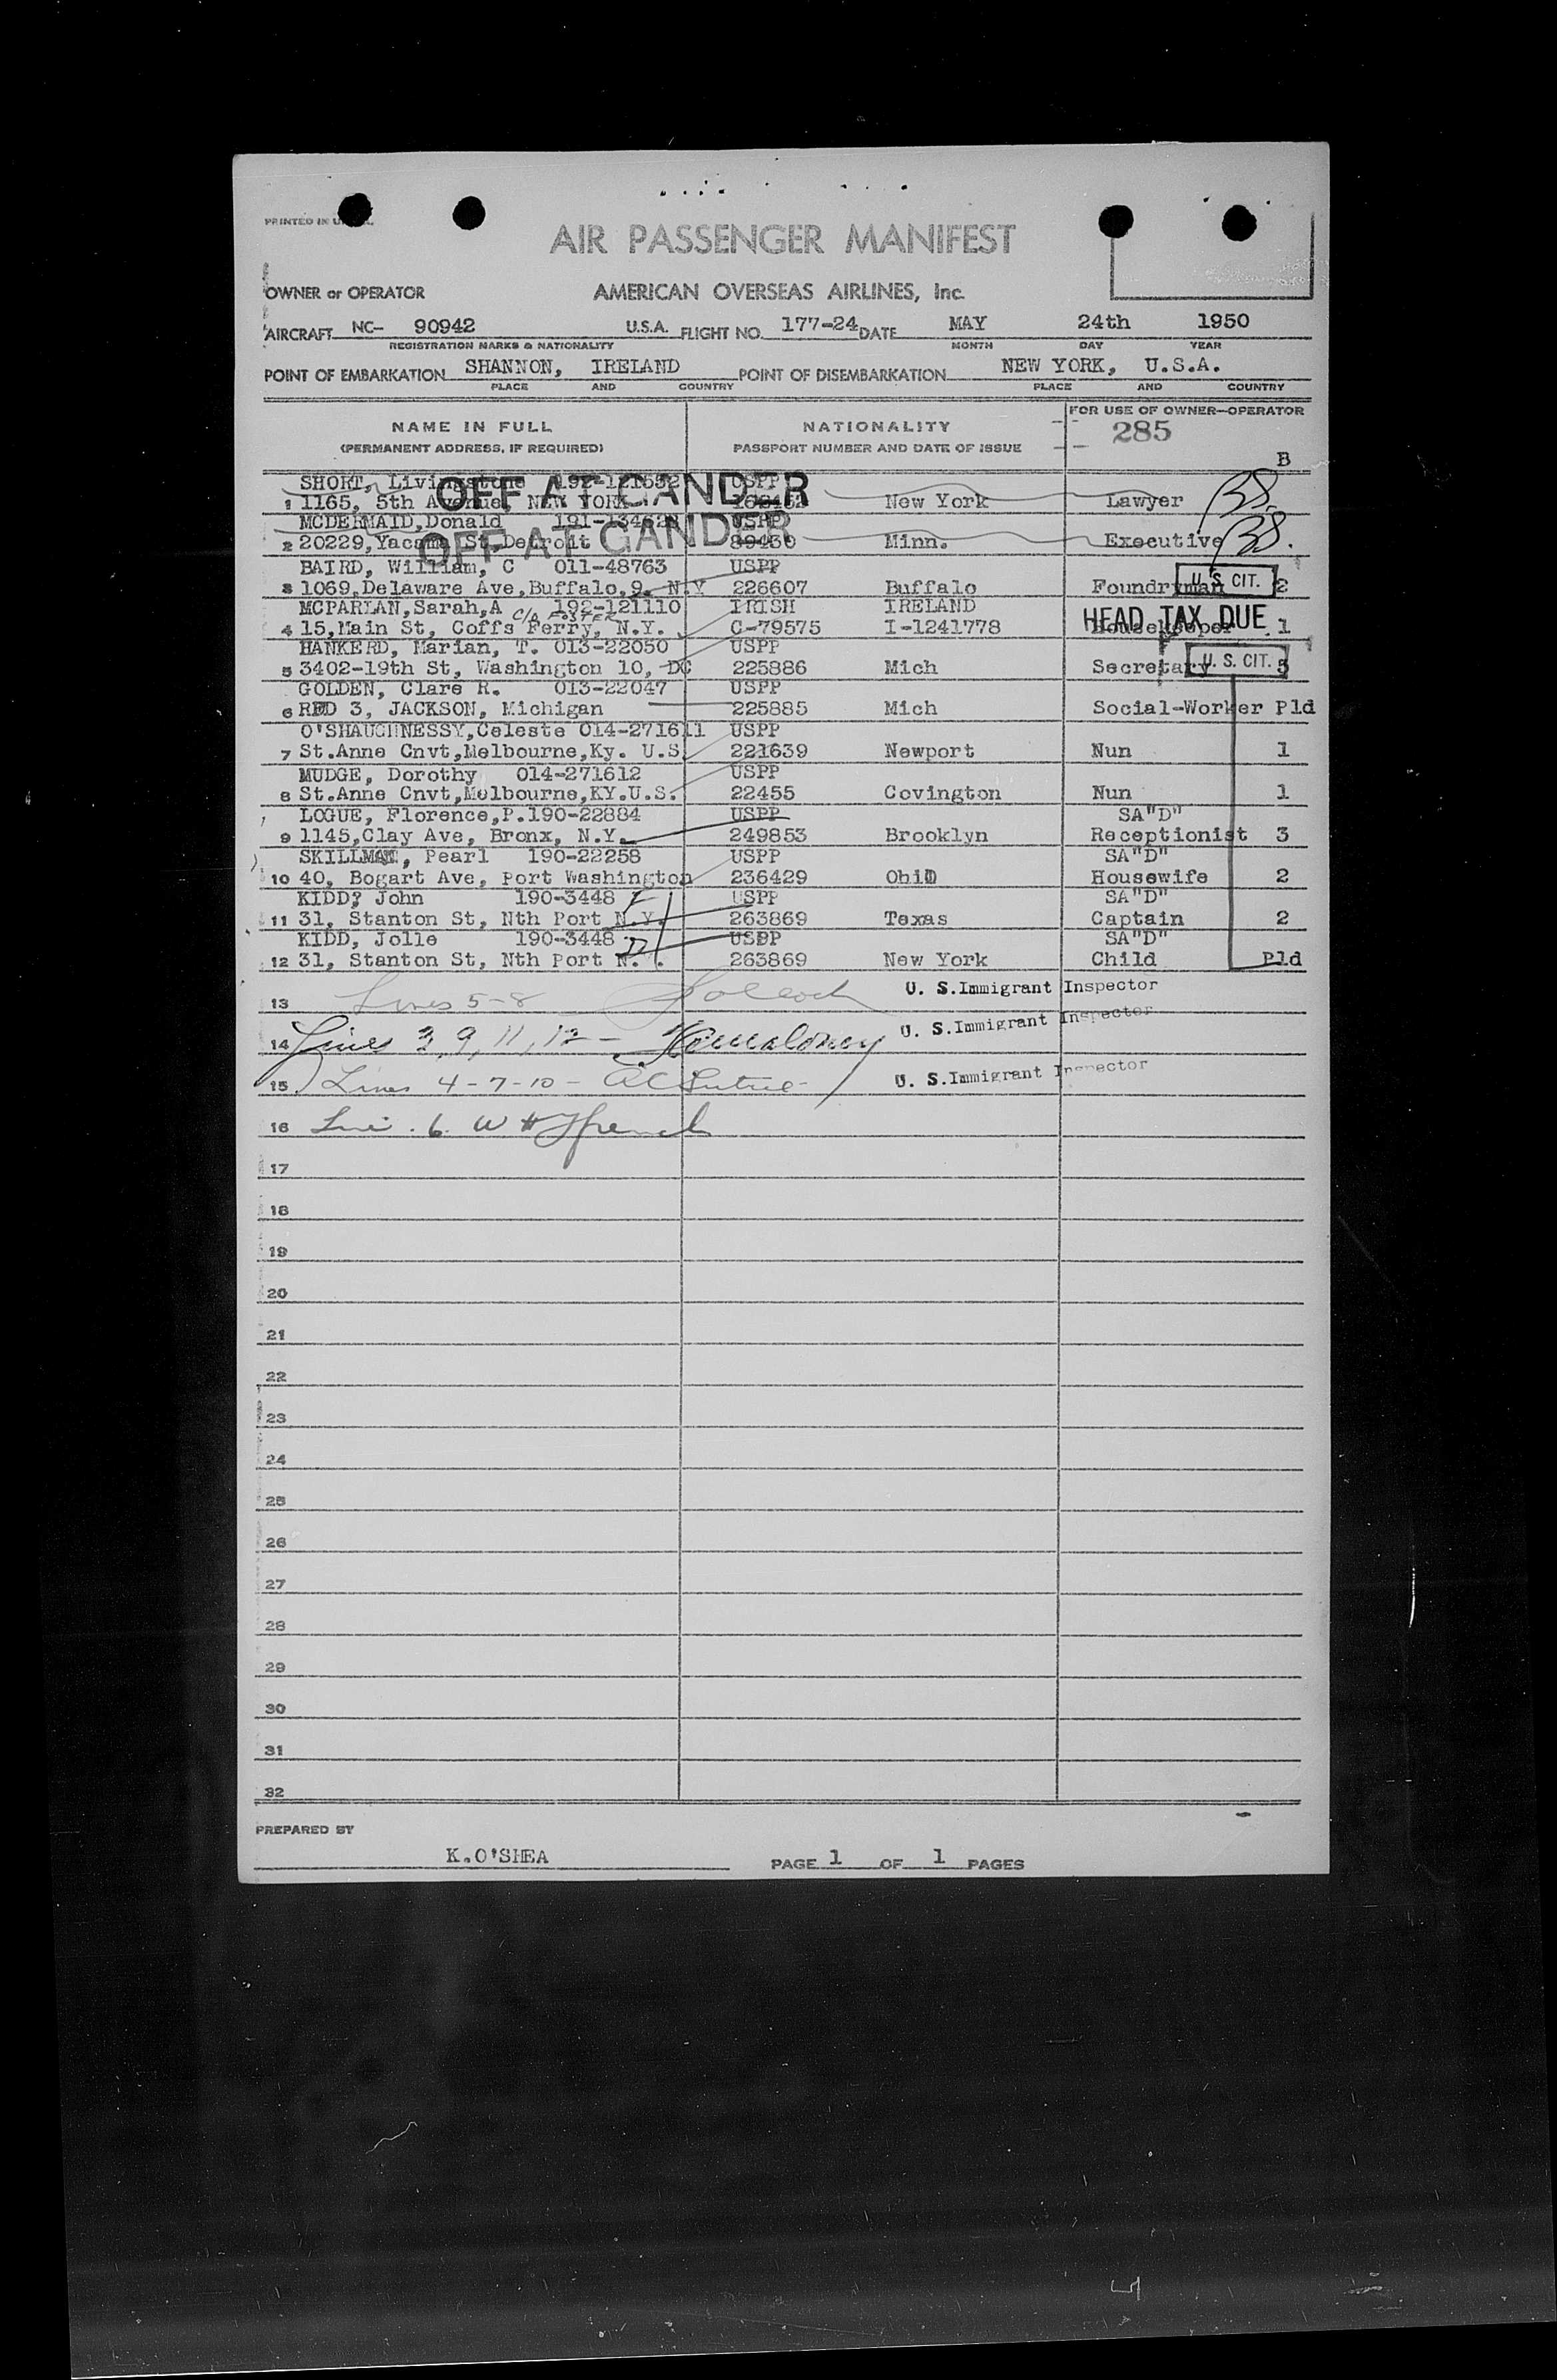 PRINTED IN U.
AIR PASSENGER MANIFEST
OWNER or OPERATOR AMERICAN OVERSEAS AIRLINES, Inc.
AIRCRAFT NC- 90942 U.S.A. FLIGHT NO. 177-24 DATE MAY 24th 1950
REGISTRATION MARKS & NATIONALITY MONTH DAY YEAR
POINT OF EMBARKATION SHANNON, IRELAND POINT OF DISEMBARKATION NEW YORK, U.S.A.
PLACE AND COUNTRY PLACE AND COUNTRY
NAME IN FULL NATIONALITY FOR USE OF OWNER-OPERATOR
(PERMANENT ADDRESS, IF REQUIRED) PASSPORT NUMBER AND DATE OF ISSUE 285
B
SHORT, Livingstone USPP
OFF AT GANDER
1 1165, 5th Avenue NEW YORK New York Lawyer
MCDERMAID, Donald USPP
OFF AT GANDER
2 20229, St Detroit 89430 Minn. Executive
BAIRD, William, C 011-48763 USPP
3 1069, Delaware Ave, Buffalo, 9, N.Y 226607 Buffalo Foundryman U. S. CIT. 2
MCPARLAN, Sarah, A 192-121110 IRISH IRELAND
C/O FOSTER
4 15, Main St, Coffs Ferry, N.Y. C-79575 I-1241778 Housekeeper HEAD TAX DUE 1
HANKERD, Marian, T. 013-22050 USPP
5 3402-19th St, Washington 10, DC 225886 Mich Secretary U. S. CIT. 5
GOLDEN, Clare R. 013-22047 USPP
6 RED 3, JACKSON, Michigan 225885 Mich Social-Worker Pld
O'SHAUGHNESSY, Celeste 014-271611 USPP
7 St.Anne Cnvt, Melbourne, Ky. U.S. 221639 Newport Nun 1
MUDGE, Dorothy 014-271612 USPP
8 St.Anne Cnvt, Melbourne, KY.U.S. 22455 Covington Nun 1
LOGUE, Florence, P. 190-22884 USPP SA"D"
9 1145, Clay Ave, Bronx, N.Y. 249853 Brooklyn Receptionist 3
SKILLMAN, Pearl 190-22258 USPP SA"D"
10 40, Bogart Ave, Port Washington 236429 Ohio Housewife 2
KIDD? John 190-3448 USPP SA"D"
11 31, Stanton St, Nth Port N.Y. 263869 Texas Captain 2
KIDD, Jolie 190-3448 USPP SA"D"
12 31, Stanton St, Nth Port N. . 263869 New York Child Pld
13 Lines 5-8 U. S. Immigrant Inspector
14 Lines 3, 9, 11, 12 - U. S. Immigrant Inspector
15 Lines 4-7-10 - U. S. Immigrant Inspector
16 6. W H French
17
18
19
20
21
22
23
24
25
26
27
28
29
30
31
32
PREPARED BY
K. O'SHEA PAGE 1 OF 1 PAGES